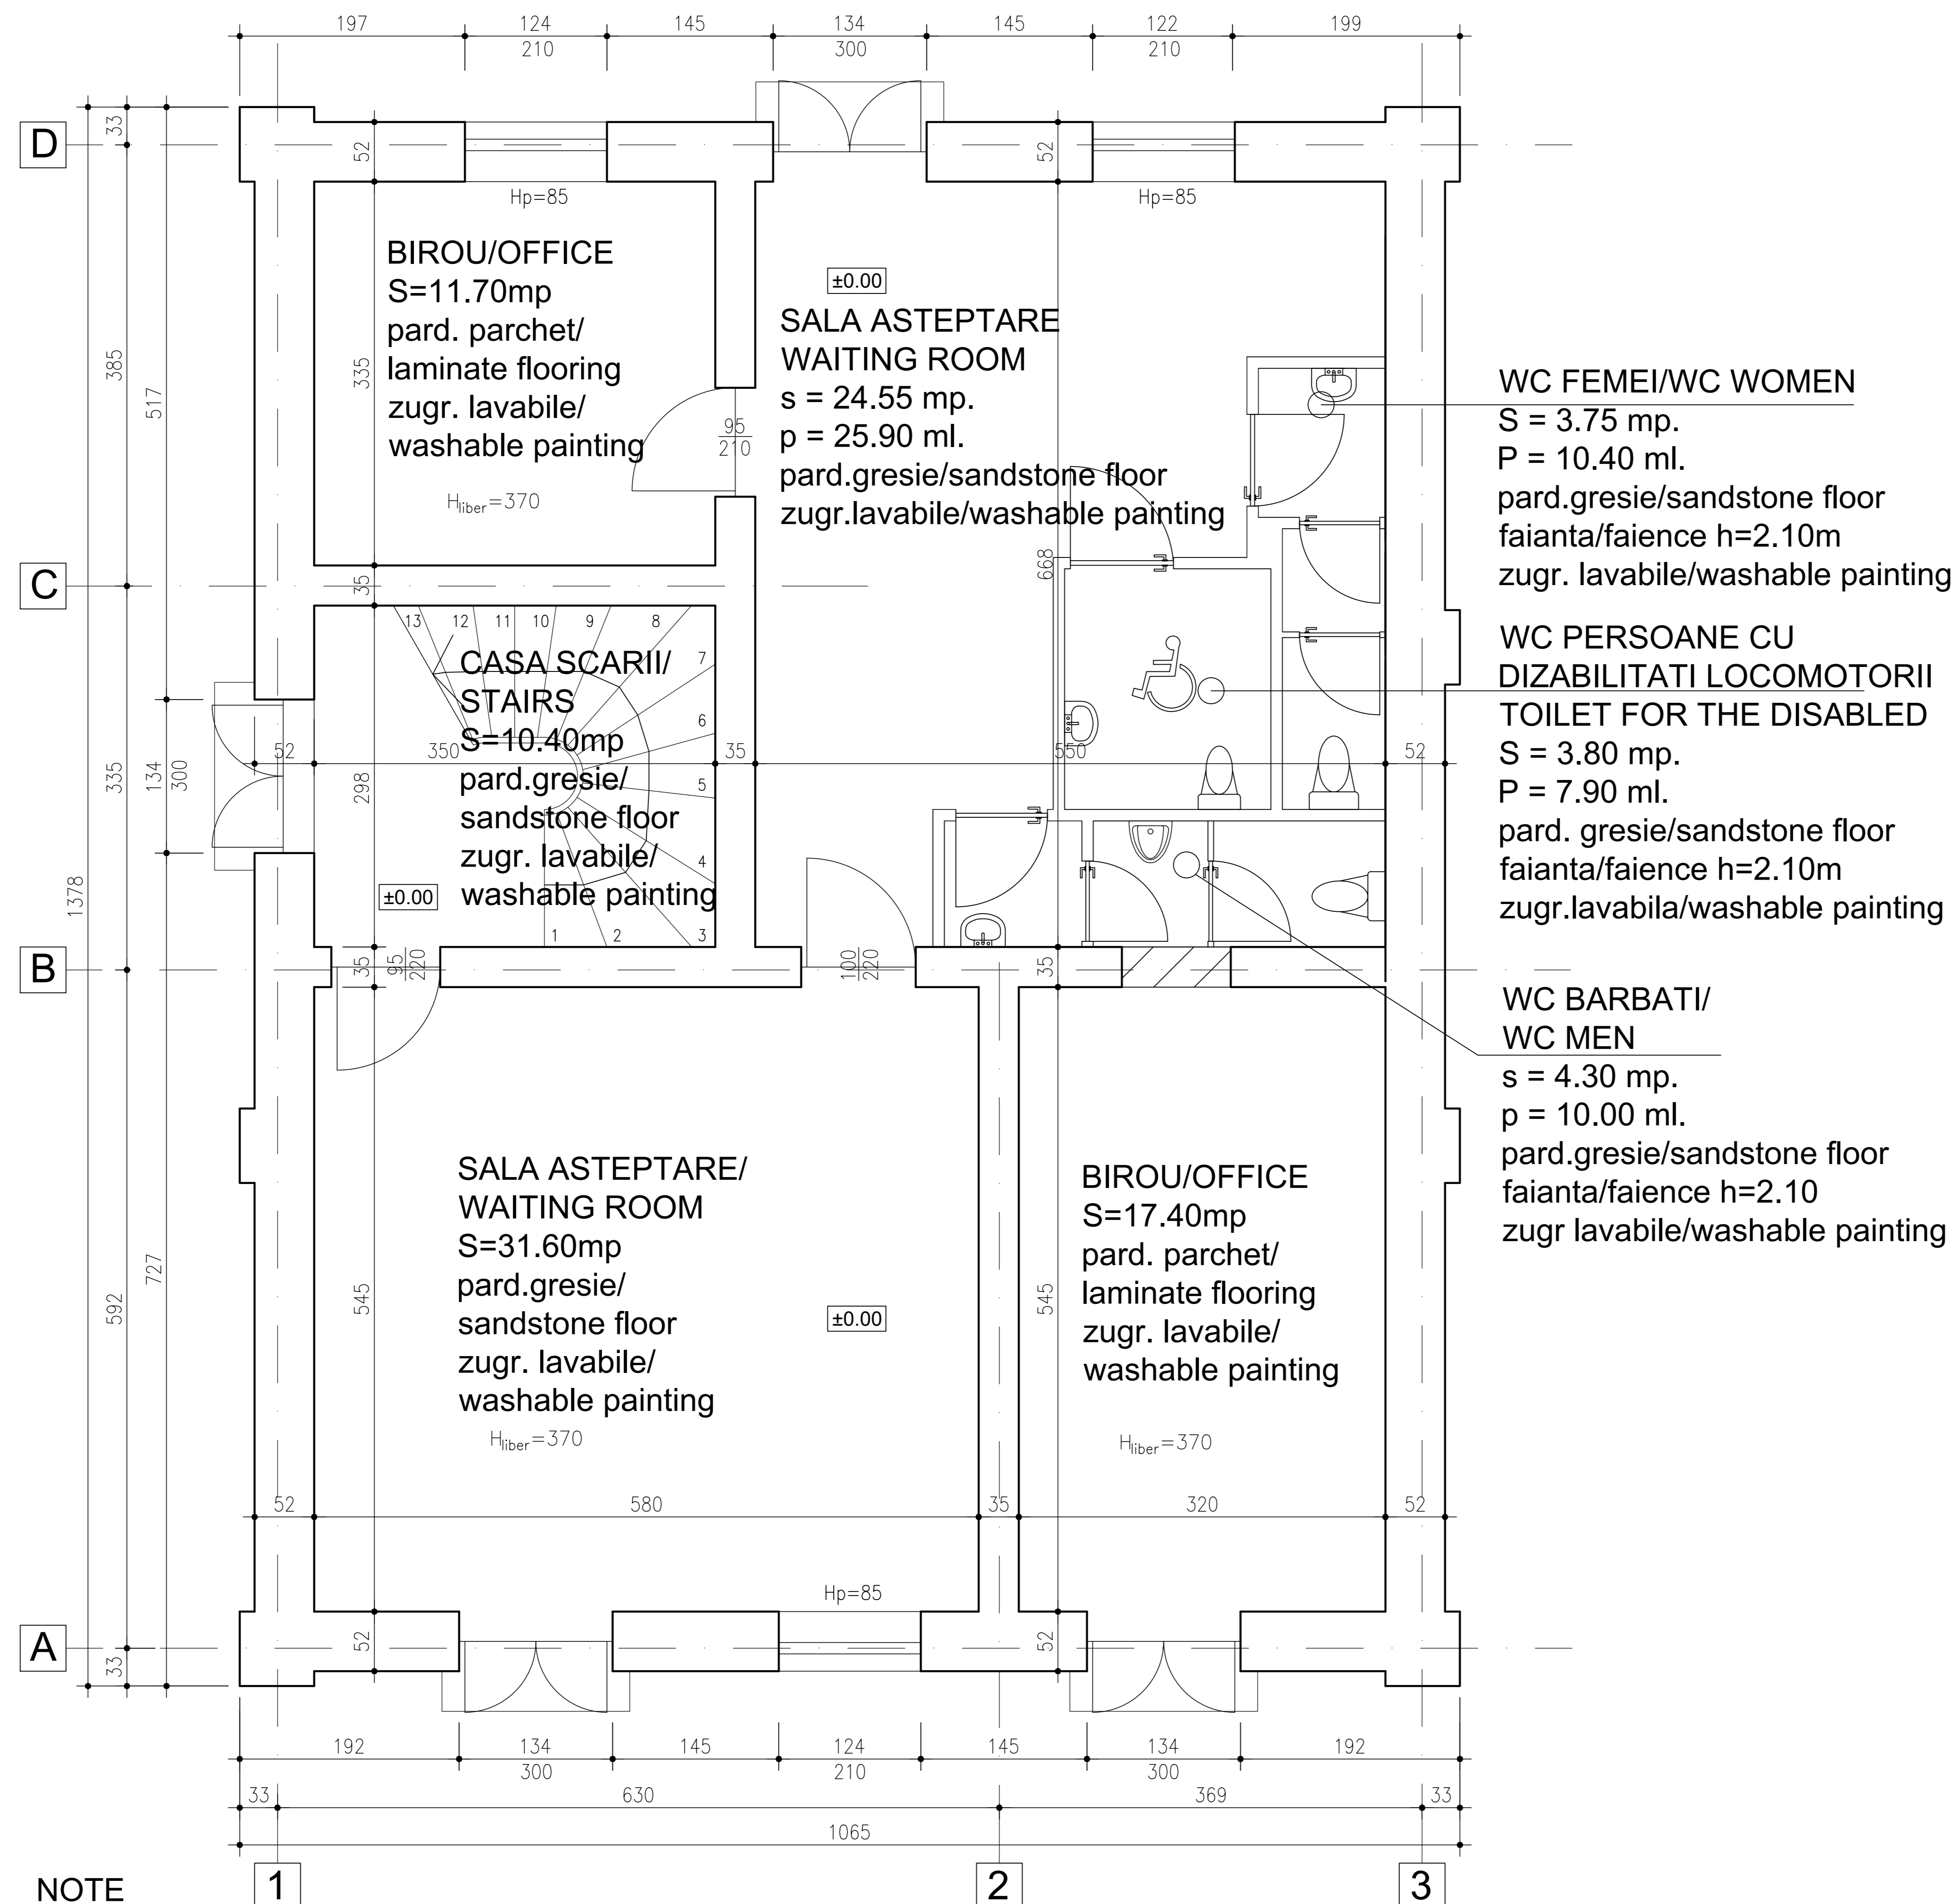 197 124 145 134 145 122 199
210 300 210
D
33
52
52
Hp=85
Hp=85
BIROU/OFFICE
S=11.70mp
pard. parchet/
laminate flooring
zugr. lavabile/
washable painting
Hliber=370
335
385
517
95
210
±0.00
SALA ASTEPTARE
WAITING ROOM
s = 24.55 mp.
p = 25.90 ml.
pard.gresie/sandstone floor
zugr.lavabile/washable painting
668
WC FEMEI/WC WOMEN
S = 3.75 mp.
P = 10.40 ml.
pard.gresie/sandstone floor
faianta/faience h=2.10m
zugr. lavabile/washable painting
C
35
13 12 11 10 9 8
7
6
5
4
1 2 3
CASA SCARII/
STAIRS
S=10.40mp
pard.gresie/
sandstone floor
zugr. lavabile/
washable painting
±0.00
52 350 35 550 52
298
335
134
300
1378
WC PERSOANE CU
DIZABILITATI LOCOMOTORII
TOILET FOR THE DISABLED
S = 3.80 mp.
P = 7.90 ml.
pard. gresie/sandstone floor
faianta/faience h=2.10m
zugr.lavabila/washable painting
B
35
95
220
100
220
35
WC BARBATI/
WC MEN
s = 4.30 mp.
p = 10.00 ml.
pard.gresie/sandstone floor
faianta/faience h=2.10
zugr lavabile/washable painting
SALA ASTEPTARE/
WAITING ROOM
S=31.60mp
pard.gresie/
sandstone floor
zugr. lavabile/
washable painting
Hliber=370
±0.00
545
592
727
BIROU/OFFICE
S=17.40mp
pard. parchet/
laminate flooring
zugr. lavabile/
washable painting
Hliber=370
545
52 580 35 320 52
Hp=85
A
33
52
52
192 134 145 124 145 134 192
300 210 300
33 630 369 33
1065
NOTE
1 2 3